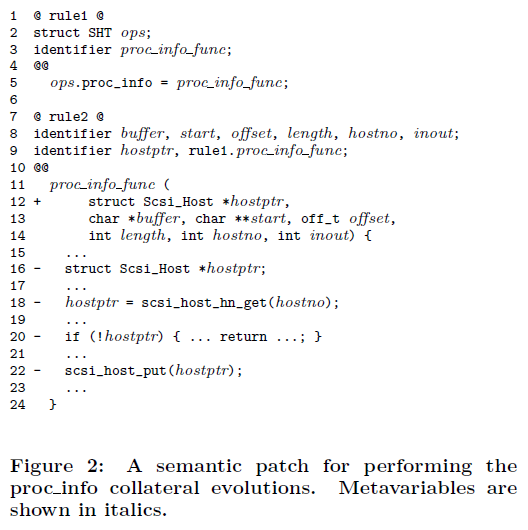 1 @ rule1 @
2 struct SHT ops;
3 identifier proc_info_func;
4 @@
5 ops.proc_info = proc_info_func;
6
7 @ rule2 @
8 identifier buffer, start, offset, length, hostno, inout;
9 identifier hostptr, rule1.proc_info_func;
10 @@
11 proc_info_func (
12 + struct Scsi_Host *hostptr,
13 char *buffer, char **start, off_t offset,
14 int length, int hostno, int inout) {
15 ...
16 - struct Scsi_Host *hostptr;
17 ...
18 - hostptr = scsi_host_hn_get(hostno);
19 ...
20 - if (!hostptr) { ... return ...; }
21 ...
22 - scsi_host_put(hostptr);
23 ...
24 }
Figure 2: A semantic patch for performing the
proc_info collateral evolutions. Metavariables are
shown in italics.